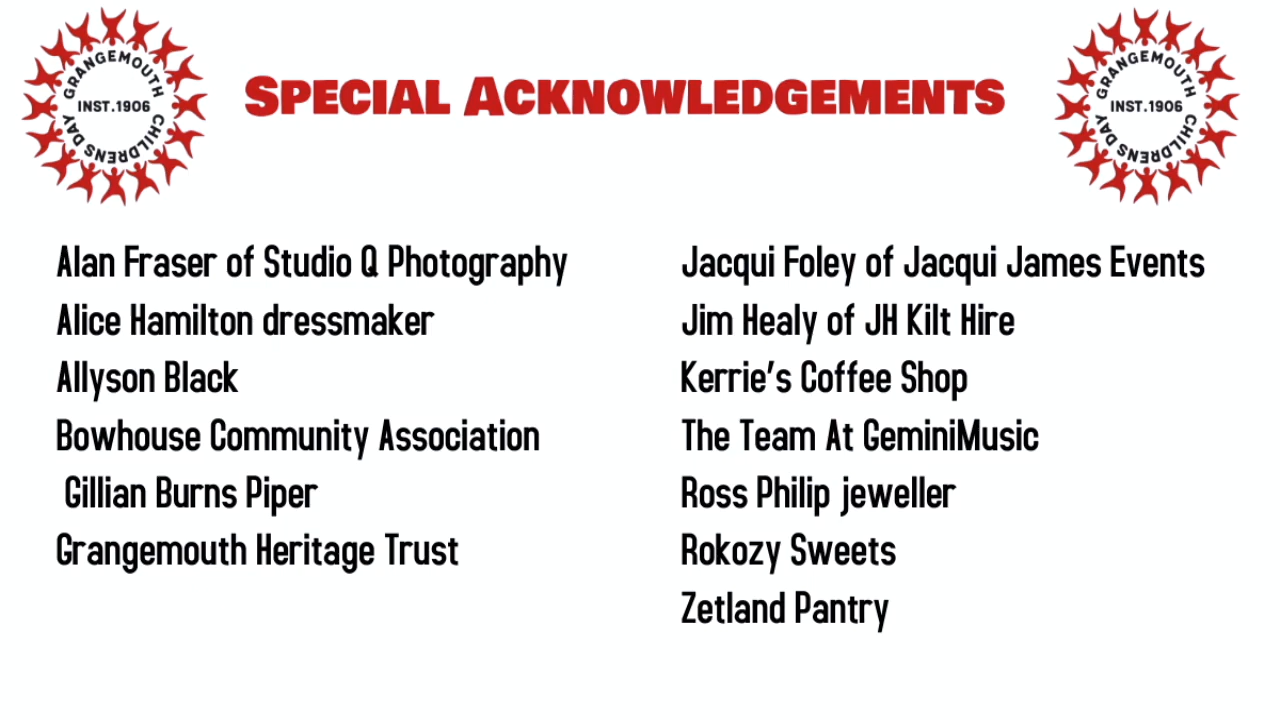 GRANGEMOUTH
INST.1906
CHILDRENS DAY
SPECIAL ACKNOWLEDGEMENTS
GRANGEMOUTH
INST.1906
CHILDRENS DAY
Alan Fraser of Studio Q Photography
Alice Hamilton dressmaker
Allyson Black
Bowhouse Community Association
Gillian Burns Piper
Grangemouth Heritage Trust
Jacqui Foley of Jacqui James Events
Jim Healy of JH Kilt Hire
Kerrie's Coffee Shop
The Team At GeminiMusic
Ross Philip jeweller
Rokozy Sweets
Zetland Pantry